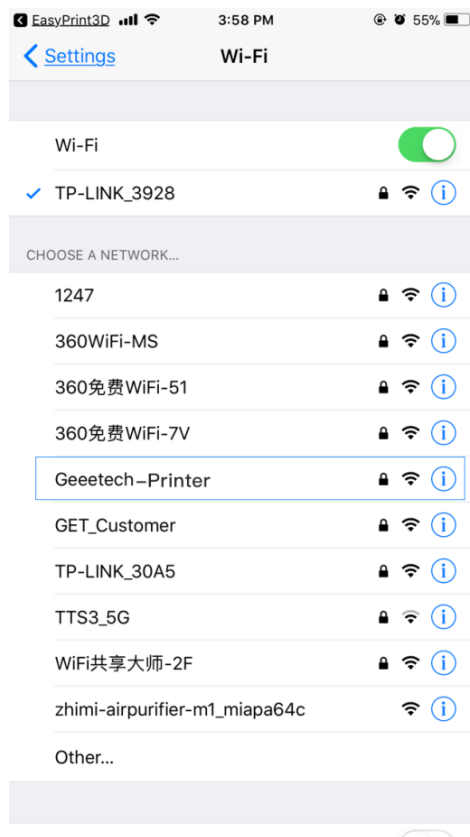 EasyPrint3D 3:58 PM 55%
Settings Wi-Fi
Wi-Fi
TP-LINK_3928
CHOOSE A NETWORK...
1247
360WiFi-MS
360免费WiFi-51
360免费WiFi-7V
Geeetech-Printer
GET_Customer
TP-LINK_30A5
TTS3_5G
WiFi共享大师-2F
zhimi-airpurifier-m1_miapa64c
Other...